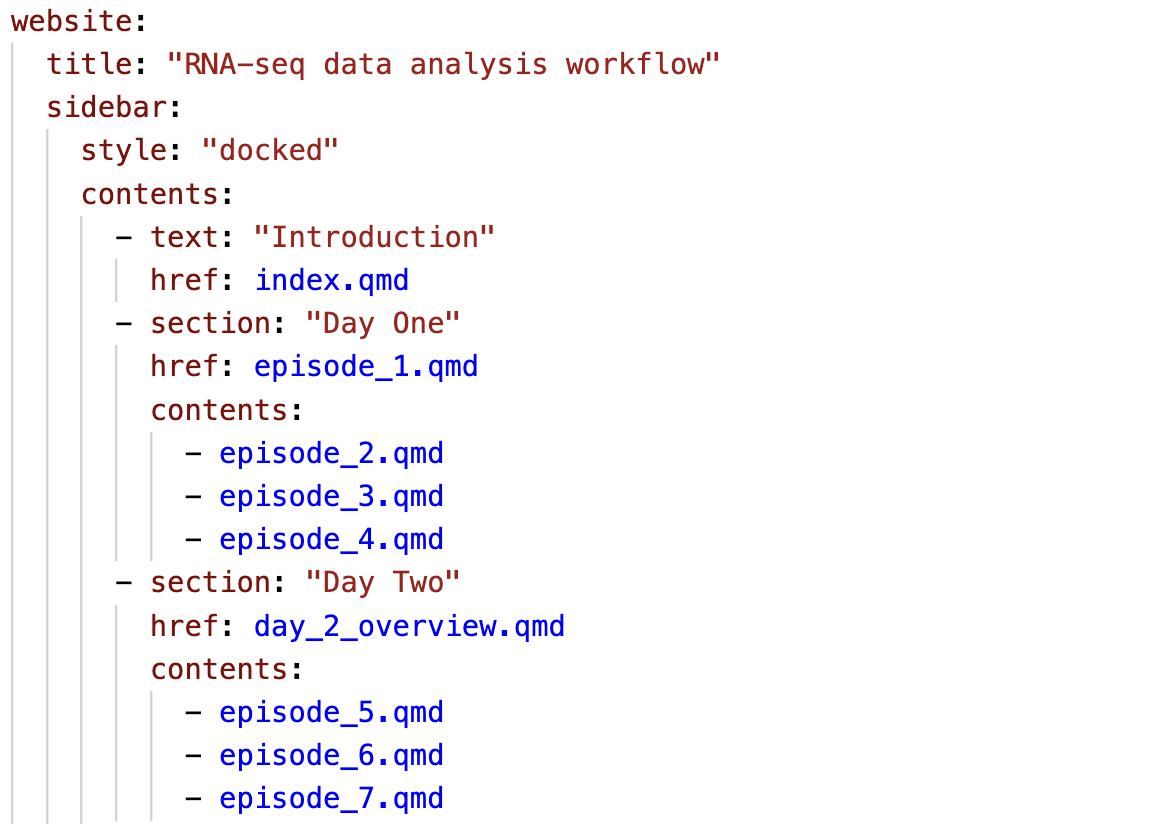 website:
  title: "RNA-seq data analysis workflow"
  sidebar:
    style: "docked"
    contents:
      - text: "Introduction"
        href: index.qmd
      - section: "Day One"
        href: episode_1.qmd
        contents:
          - episode_2.qmd
          - episode_3.qmd
          - episode_4.qmd
      - section: "Day Two"
        href: day_2_overview.qmd
        contents:
          - episode_5.qmd
          - episode_6.qmd
          - episode_7.qmd